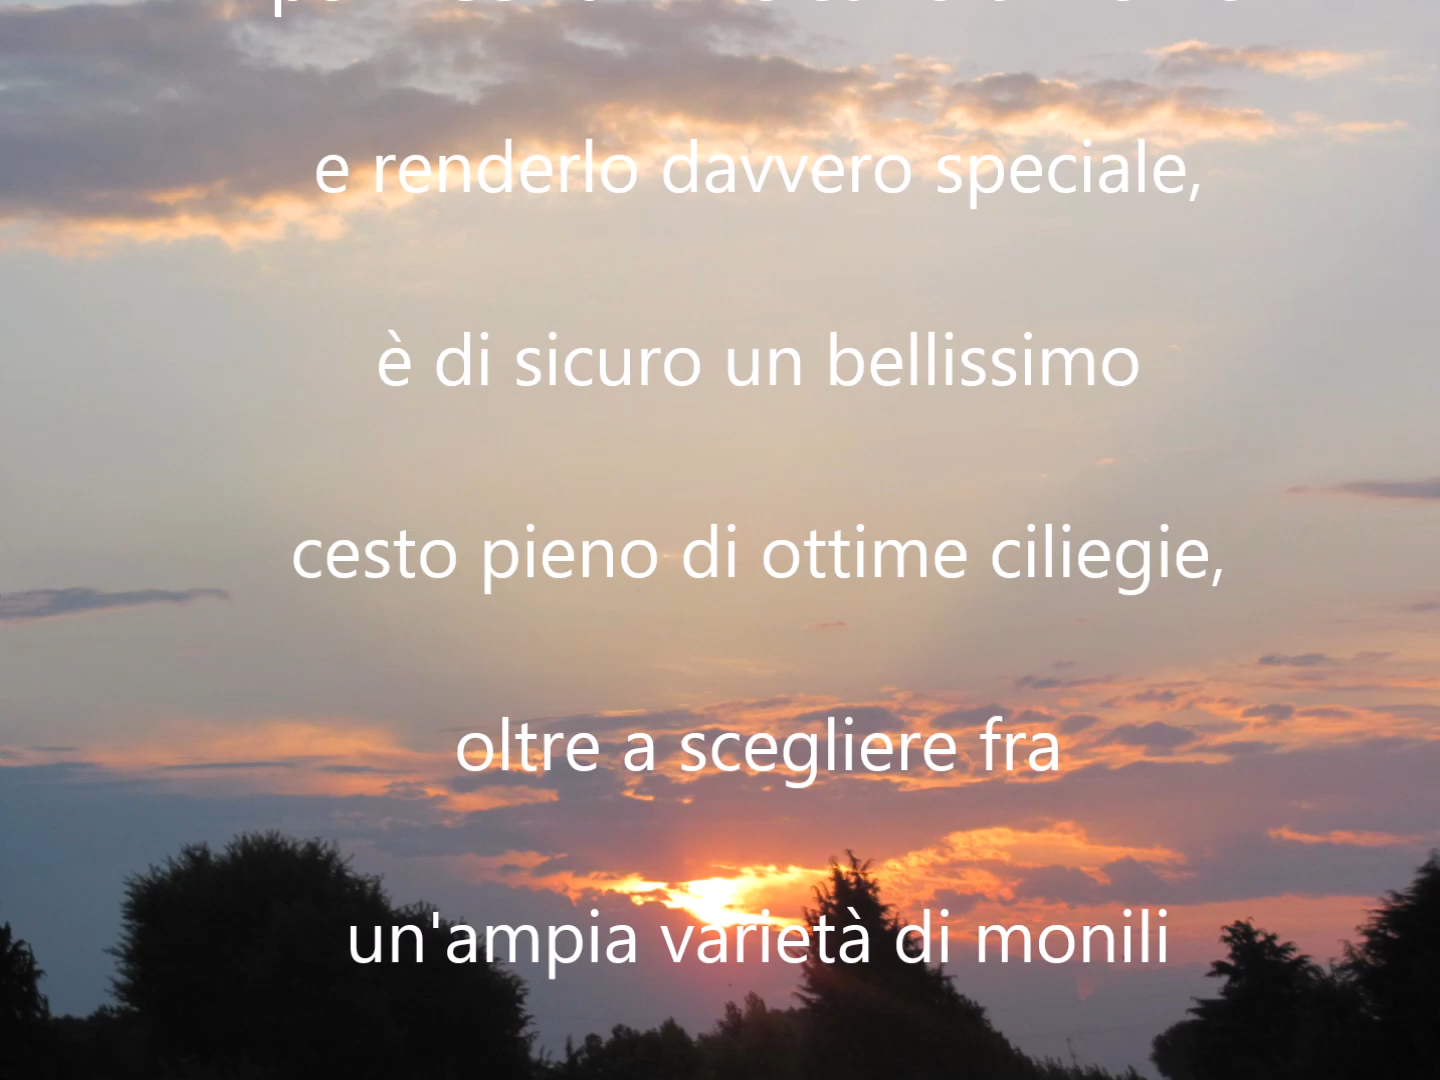 e renderlo davvero speciale,
è di sicuro un bellissimo
cesto pieno di ottime ciliegie,
oltre a scegliere fra
un'ampia varietà di monili